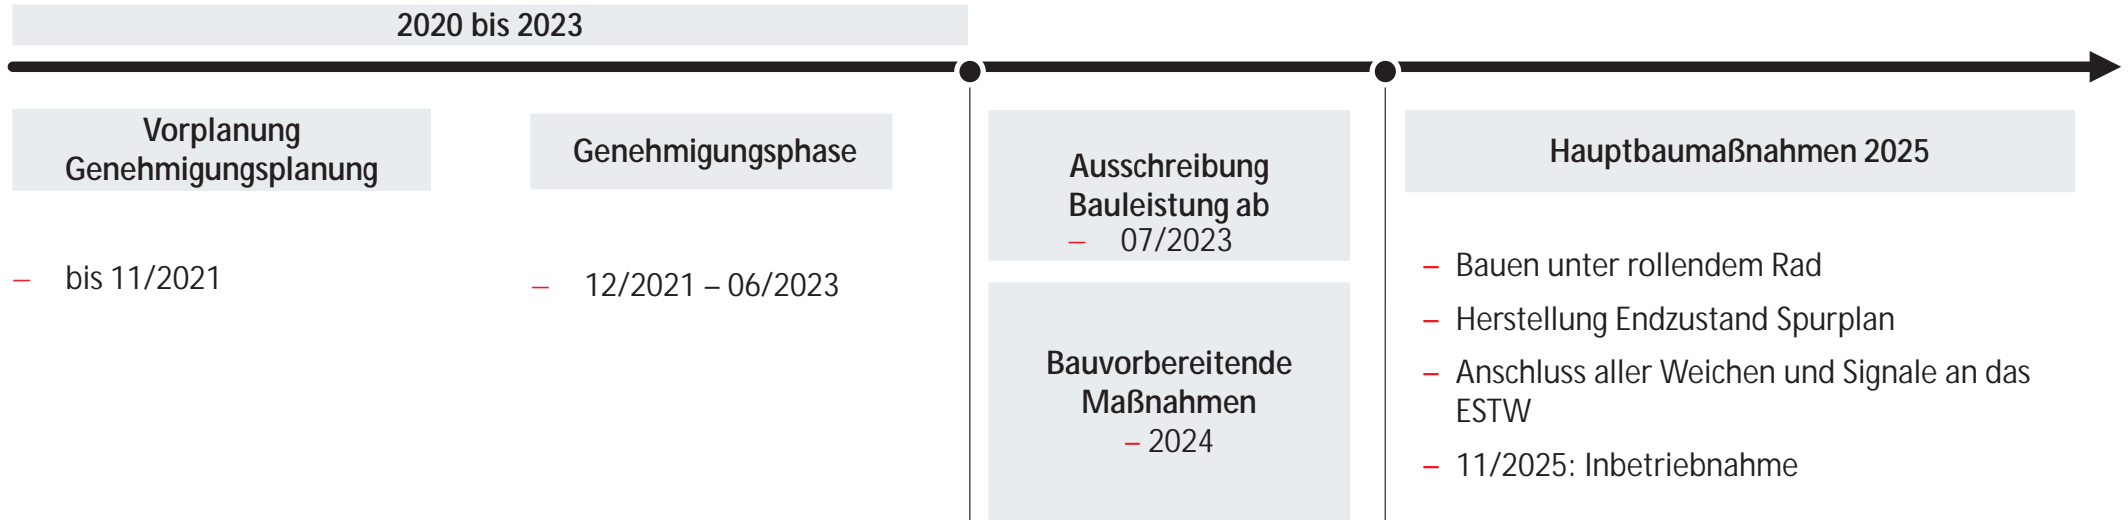 2020 bis 2023
Vorplanung
Genehmigungsplanung
– bis 11/2021
Genehmigungsphase
– 12/2021 – 06/2023
Ausschreibung
Bauleistung ab
– 07/2023
Bauvorbereitende
Maßnahmen
– 2024
Hauptbaumaßnahmen 2025
– Bauen unter rollendem Rad
– Herstellung Endzustand Spurplan
– Anschluss aller Weichen und Signale an das
ESTW
– 11/2025: Inbetriebnahme